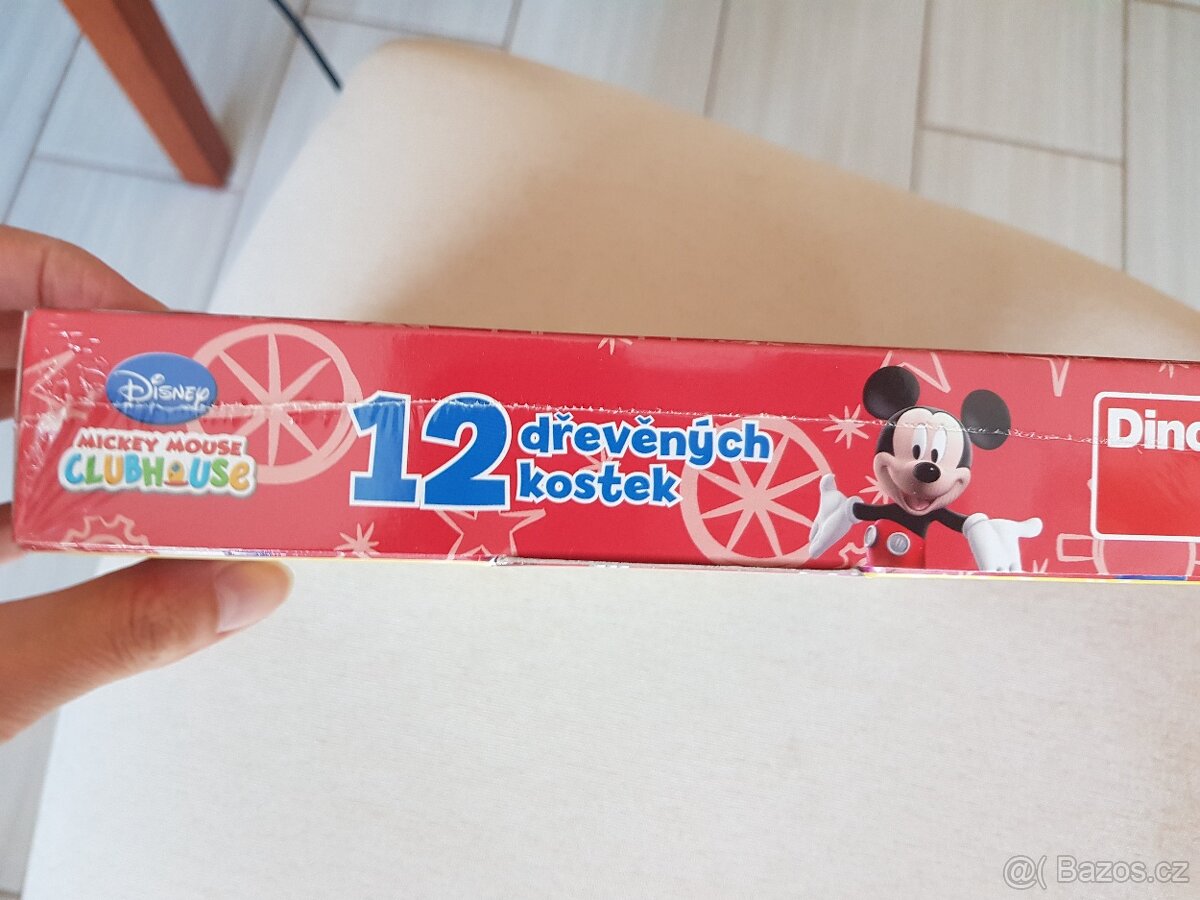 Disney
MICKEY MOUSE
CLUBHOUSE
12 dřevěných
kostek
Dino
@( Bazos.cz